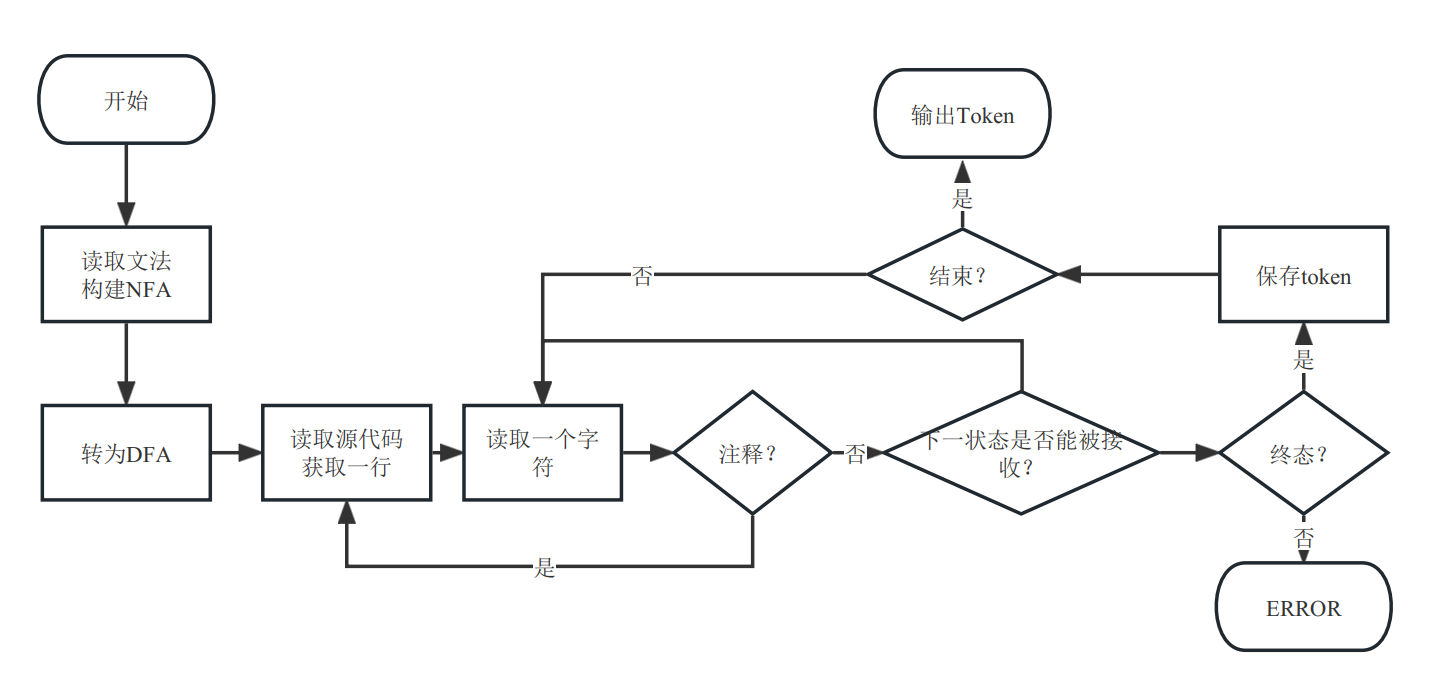 开始
输出Token
是
读取文法
构建NFA
否
结束?
保存token
是
转为DFA
读取源代码
获取一行
读取一个字
符
注释?
否
下一状态是否能被接
收?
终态?
否
是
ERROR